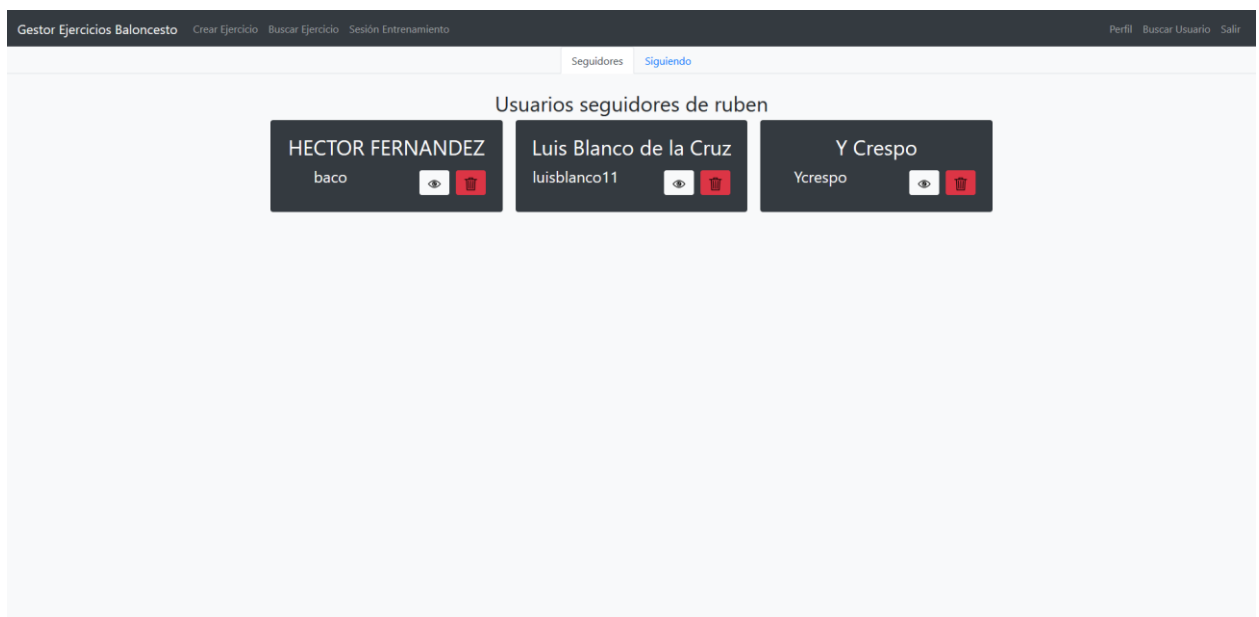 Gestor Ejercicios Baloncesto Crear Ejercicio Buscar Ejercicio Sesión Entrenamiento Perfil Buscar Usuario Salir
Seguidores Siguiendo
Usuarios seguidores de ruben
HECTOR FERNANDEZ
baco
Luis Blanco de la Cruz
luisblanco11
Y Crespo
Ycrespo